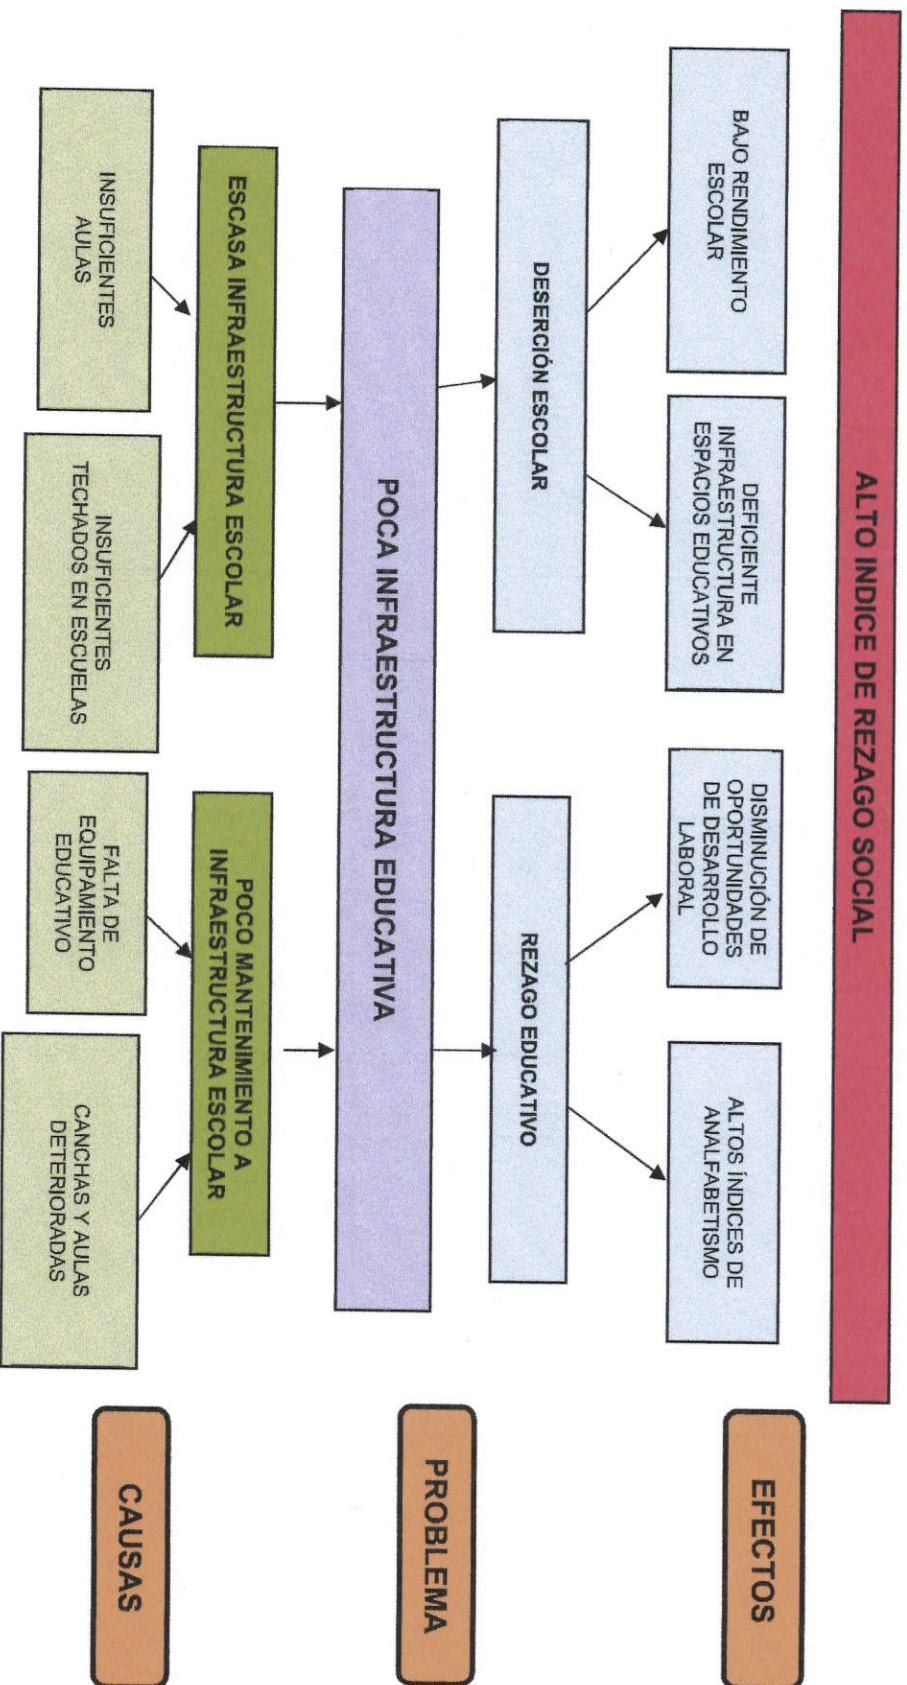 ALTO INDICE DE REZAGO SOCIAL
BAJO RENDIMIENTO
ESCOLAR
DEFICIENTE
INFRAESTRUCTURA EN
ESPACIOS EDUCATIVOS
DISMINUCIÓN DE
OPORTUNIDADES
DE DESARROLLO
LABORAL
ALTOS ÍNDICES DE
ANALFABETISMO
EFECTOS
DESERCIÓN ESCOLAR
REZAGO EDUCATIVO
POCA INFRAESTRUCTURA EDUCATIVA
PROBLEMA
ESCASA INFRAESTRUCTURA ESCOLAR
POCO MANTENIMIENTO A
INFRAESTRUCTURA ESCOLAR
INSUFICIENTES
AULAS
INSUFICIENTES
TECHADOS EN ESCUELAS
FALTA DE
EQUIPAMIENTO
EDUCATIVO
CANCHAS Y AULAS
DETERIORADAS
CAUSAS